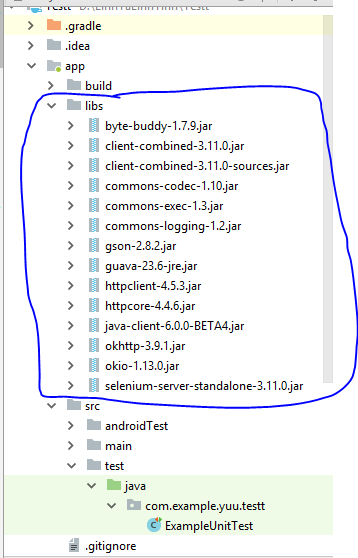 .gradle
.idea
app
build
libs
byte-buddy-1.7.9.jar
client-combined-3.11.0.jar
client-combined-3.11.0-sources.jar
commons-codec-1.10.jar
commons-exec-1.3.jar
commons-logging-1.2.jar
gson-2.8.2.jar
guava-23.6-jre.jar
httpclient-4.5.3.jar
httpcore-4.4.6.jar
java-client-6.0.0-BETA4.jar
okhttp-3.9.1.jar
okio-1.13.0.jar
selenium-server-standalone-3.11.0.jar
src
androidTest
main
test
java
com.example.yuu.testt
ExampleUnitTest
.gitignore